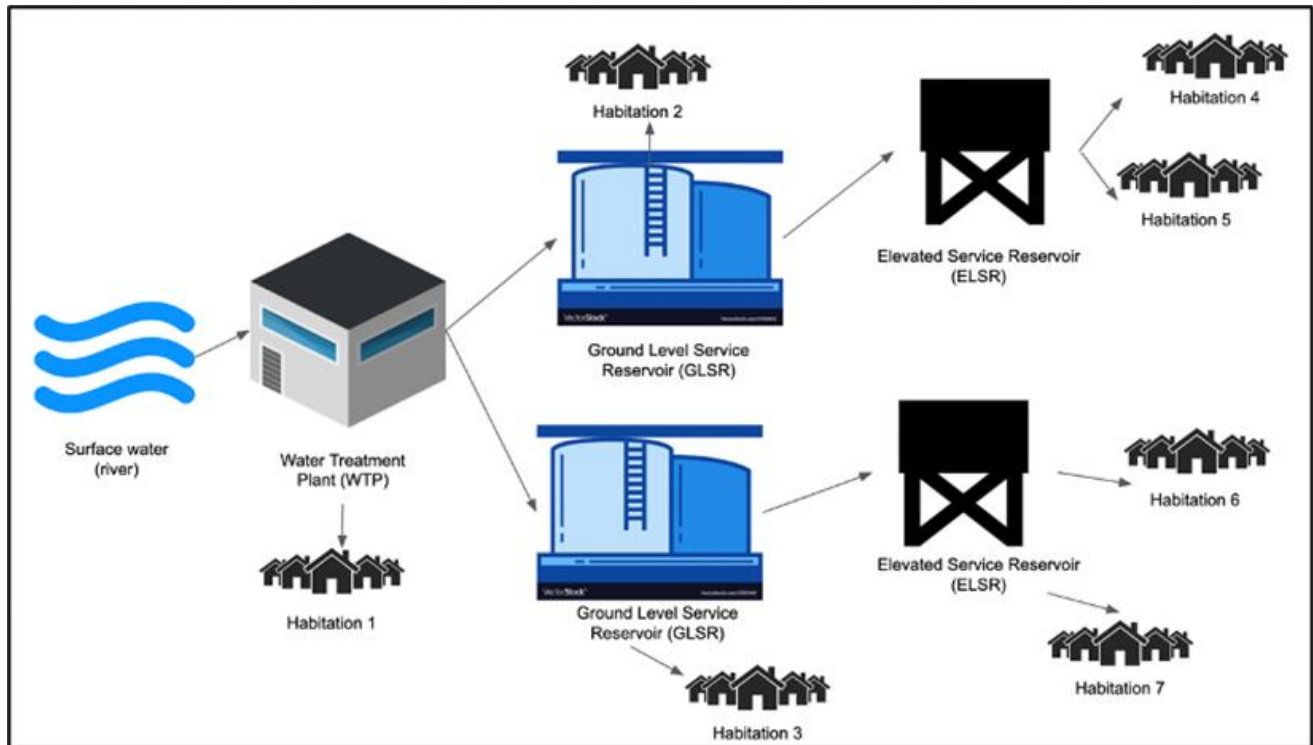 Habitation 2
Habitation 4
Habitation 5
Elevated Service Reservoir
(ELSR)
VectorStock
Ground Level Service
Reservoir (GLSR)
Surface water
(river)
Water Treatment
Plant (WTP)
Habitation 1
Habitation 6
Elevated Service Reservoir
(ELSR)
VectorStock
Ground Level Service
Reservoir (GLSR)
Habitation 7
Habitation 3